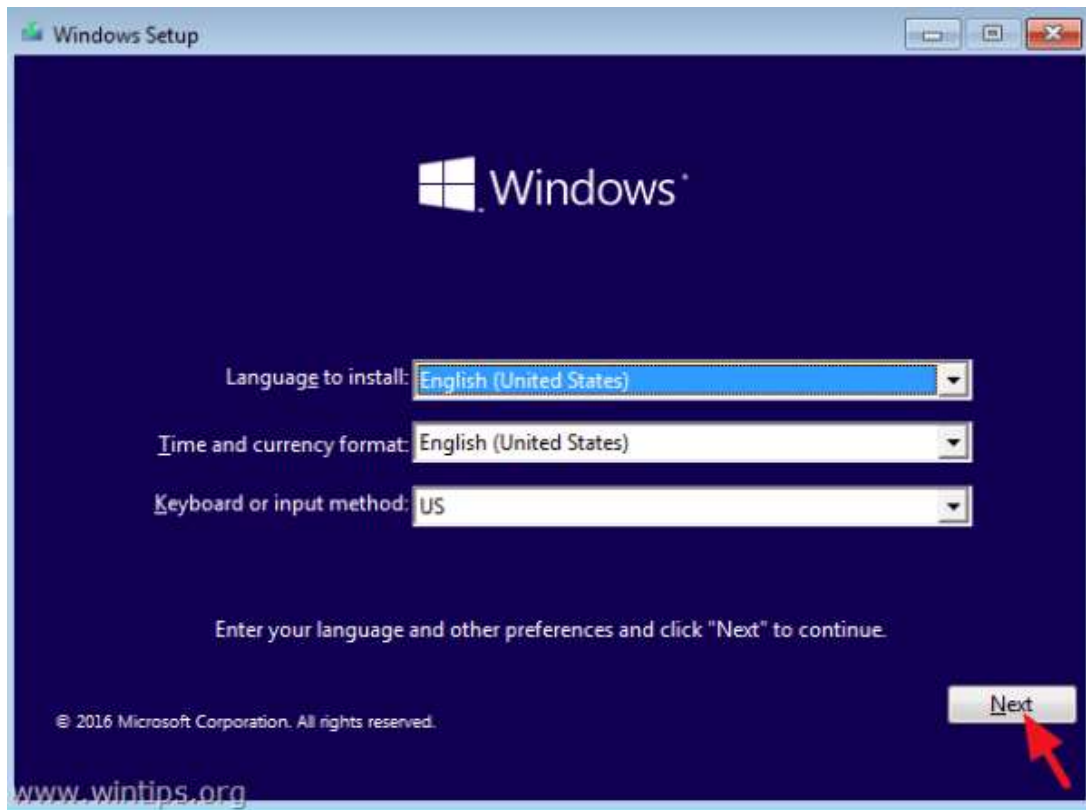 Windows Setup
Windows
Language to install: English (United States)
Time and currency format: English (United States)
Keyboard or input method: US
Enter your language and other preferences and click "Next" to continue.
Next
© 2016 Microsoft Corporation. All rights reserved.
www.wintips.org